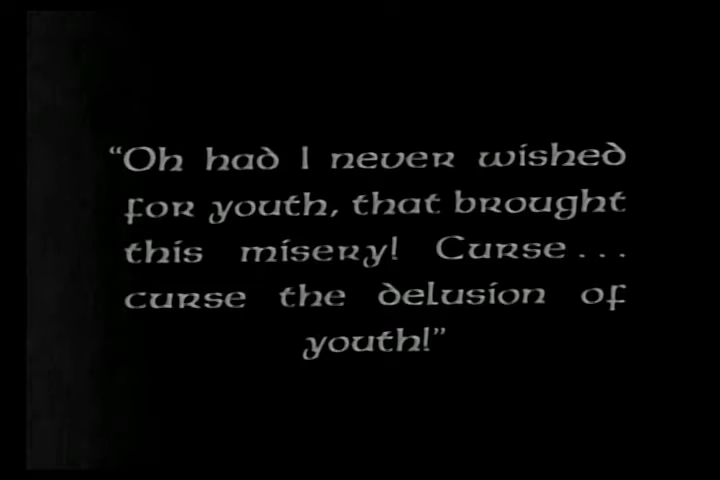 “Oh had I never wished
for youth, that brought
this misery! Curse...
curse the delusion of
youth!”